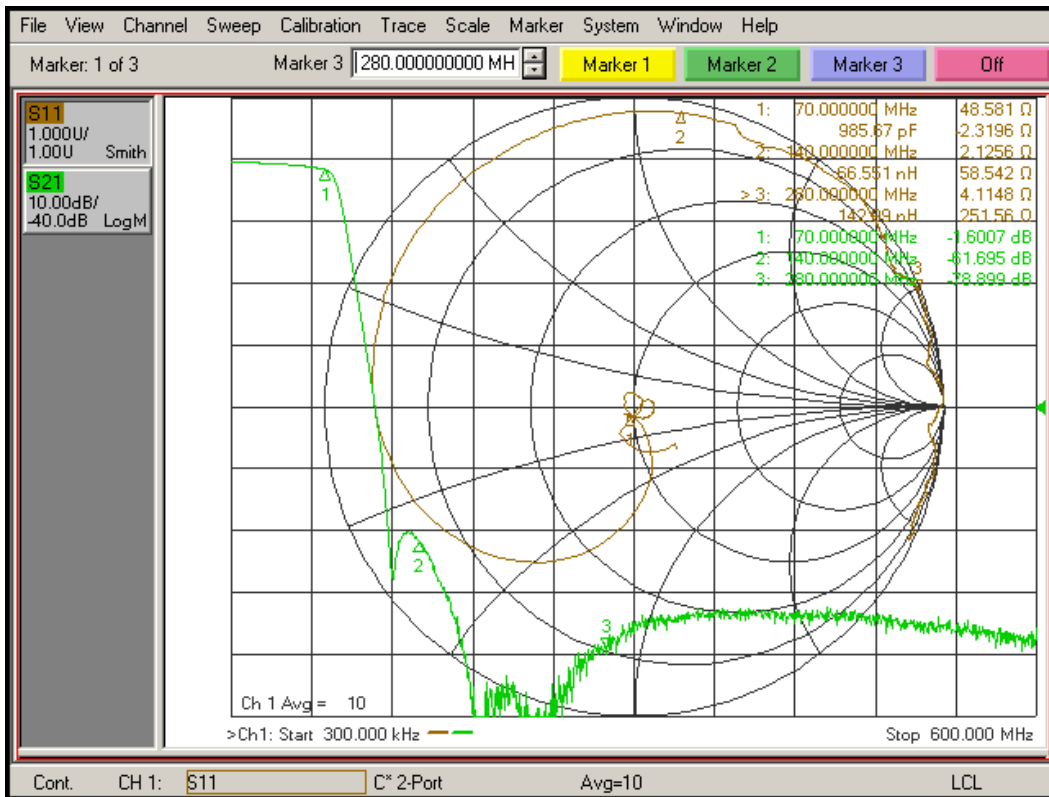 File View Channel Sweep Calibration Trace Scale Marker System Window Help
Marker: 1 of 3 Marker 3 280.000000000 MH Marker 1 Marker 2 Marker 3 Off
S11
1.000U/
1.00U Smith
S21
10.00dB/
-40.0dB LogM
1: 70.000000 MHz 48.581 Ω
985.67 pF -2.3196 Ω
2: 140.000000 MHz 2.1256 Ω
66.551 nH 58.542 Ω
> 3: 280.000000 MHz 4.1148 Ω
142.99 nH 251.56 Ω
1: 70.000000 MHz -1.6007 dB
2: 140.000000 MHz -61.695 dB
3: 280.000000 MHz -78.899 dB
1
2
3
1
2
3
Ch 1 Avg = 10
>Ch1: Start 300.000 kHz Stop 600.000 MHz
Cont. CH 1: S11 C* 2-Port Avg=10 LCL